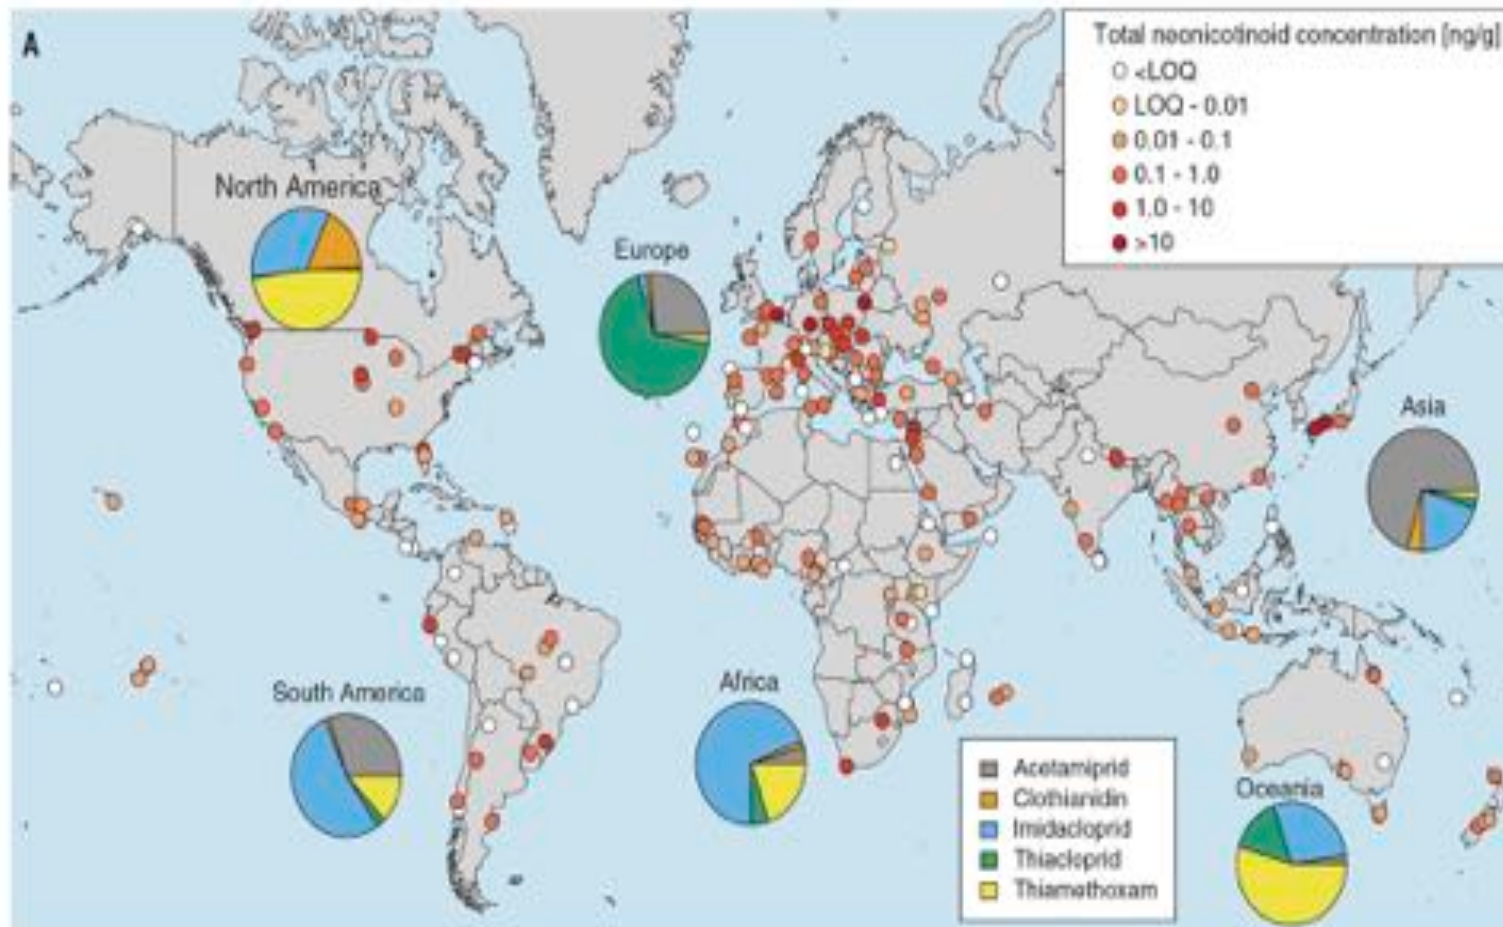 A
Total neonicotinoid concentration [ng/g]
<LOQ
LOQ - 0.01
0.01 - 0.1
0.1 - 1.0
1.0 - 10
>10
North America
Europe
Asia
South America
Africa
Oceania
Acetamiprid
Clothianidin
Imidacloprid
Thiacloprid
Thiamethoxam